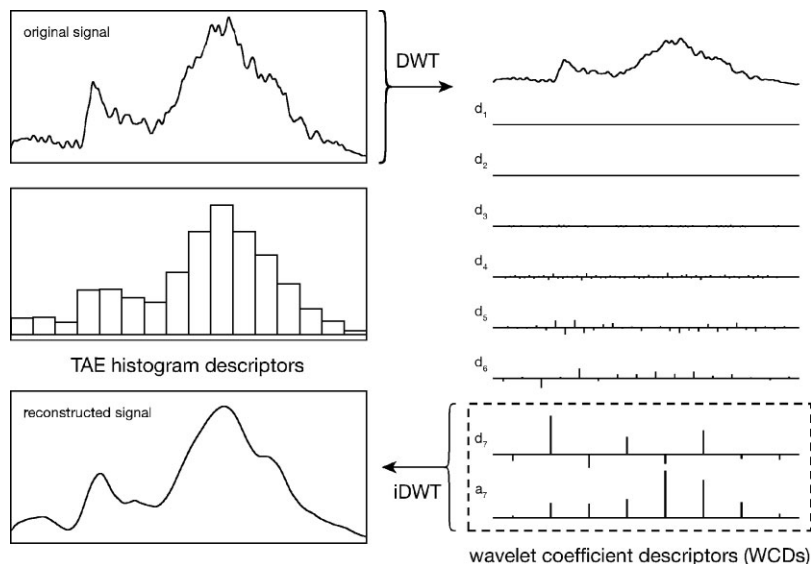 original signal
DWT
d₁
d₂
d₃
d₄
d₅
TAE histogram descriptors
d₆
reconstructed signal
d₇
iDWT
a₇
wavelet coefficient descriptors (WCDs)